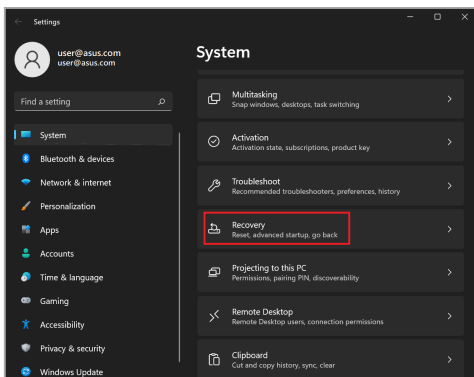 Settings
user@asus.com
user@asus.com
Find a setting
System
Bluetooth & devices
Network & internet
Personalization
Apps
Accounts
Time & language
Gaming
Accessibility
Privacy & security
Windows Update
System
Multitasking
Snap windows, desktops, task switching
Activation
Activation state, subscriptions, product key
Troubleshoot
Recommended troubleshooters, preferences, history
Recovery
Reset, advanced startup, go back
Projecting to this PC
Permissions, pairing PIN, discoverability
Remote Desktop
Remote Desktop users, connection permissions
Clipboard
Cut and copy history, sync, clear